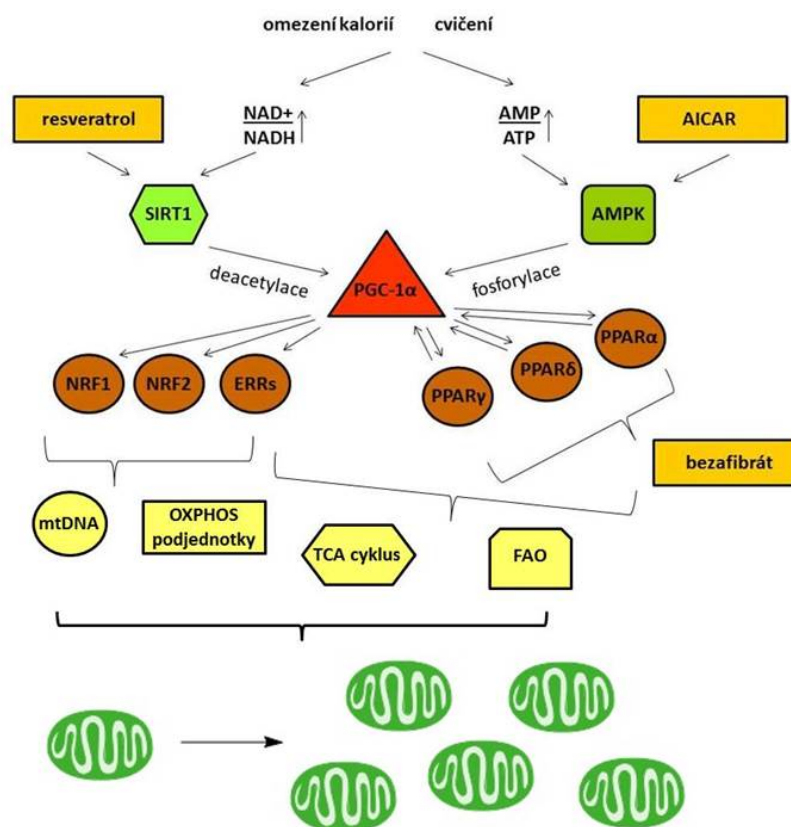 omezení kalorií
cvičení
resveratrol
NAD+
NADH
AMP
ATP
AICAR
SIRT1
AMPK
deacetylace
PGC-1α
fosforylace
NRF1
NRF2
ERRs
PPARγ
PPARδ
PPARα
bezafibrát
mtDNA
OXPHOS
podjednotky
TCA cyklus
FAO